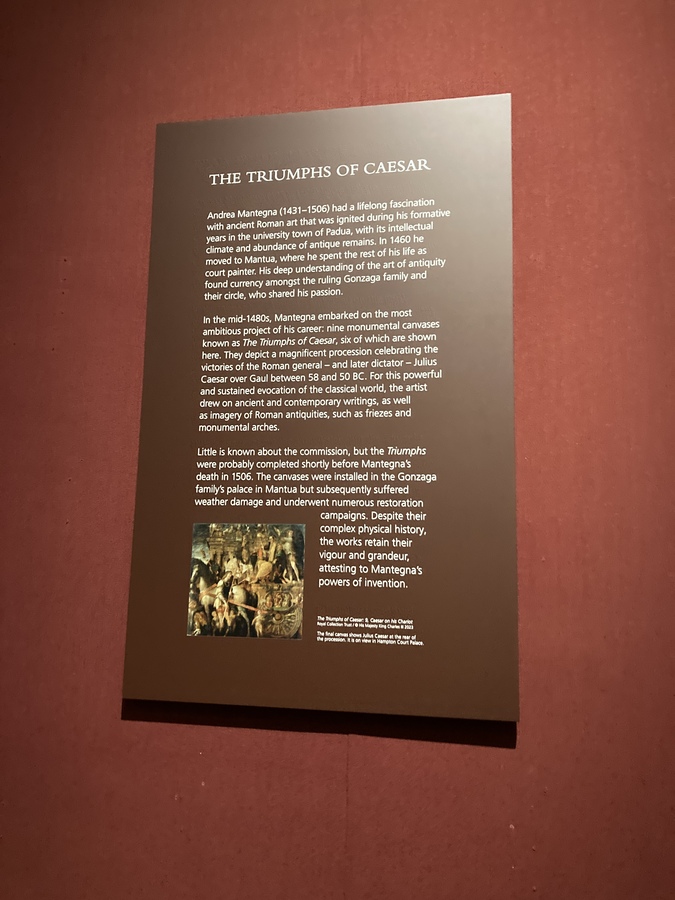 THE TRIUMPHS OF CAESAR
Andrea Mantegna (1431–1506) had a lifelong fascination
with ancient Roman art that was ignited during his formative
years in the university town of Padua, with its intellectual
climate and abundance of antique remains. In 1460 he
moved to Mantua, where he spent the rest of his life as
court painter. His deep understanding of the art of antiquity
found currency amongst the ruling Gonzaga family and
their circle, who shared his passion.
In the mid-1480s, Mantegna embarked on the most
ambitious project of his career: nine monumental canvases
known as The Triumphs of Caesar, six of which are shown
here. They depict a magnificent procession celebrating the
victories of the Roman general – and later dictator – Julius
Caesar over Gaul between 58 and 50 BC. For this powerful
and sustained evocation of the classical world, the artist
drew on ancient and contemporary writings, as well
as imagery of Roman antiquities, such as friezes and
monumental arches.
Little is known about the commission, but the Triumphs
were probably completed shortly before Mantegna's
death in 1506. The canvases were installed in the Gonzaga
family's palace in Mantua but subsequently suffered
weather damage and underwent numerous restoration
campaigns. Despite their
complex physical history,
the works retain their
vigour and grandeur,
attesting to Mantegna's
powers of invention.
The Triumphs of Caesar: 9, Caesar on his Chariot
Royal Collection Trust / © His Majesty King Charles III 2023
The final canvas shows Julius Caesar at the rear of
the procession. It is on view in Hampton Court Palace.